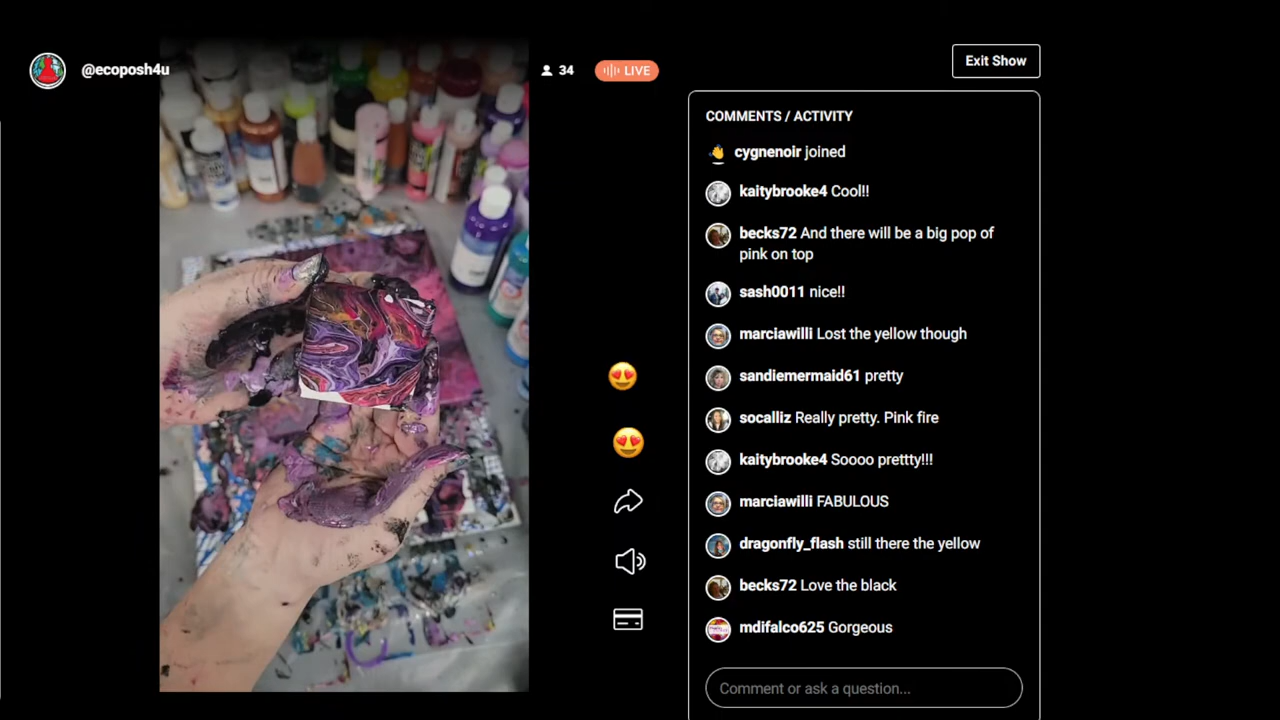 @ecoposh4u
34
LIVE
Exit Show
COMMENTS / ACTIVITY
cygnenoir joined
kaitybrooke4 Cool!!
becks72 And there will be a big pop of
pink on top
sash0011 nice!!
marciawilli Lost the yellow though
sandiemermaid61 pretty
socalliz Really pretty. Pink fire
kaitybrooke4 Soooo prettty!!!
marciawilli FABULOUS
dragonfly_flash still there the yellow
becks72 Love the black
mdifalco625 Gorgeous
Comment or ask a question...